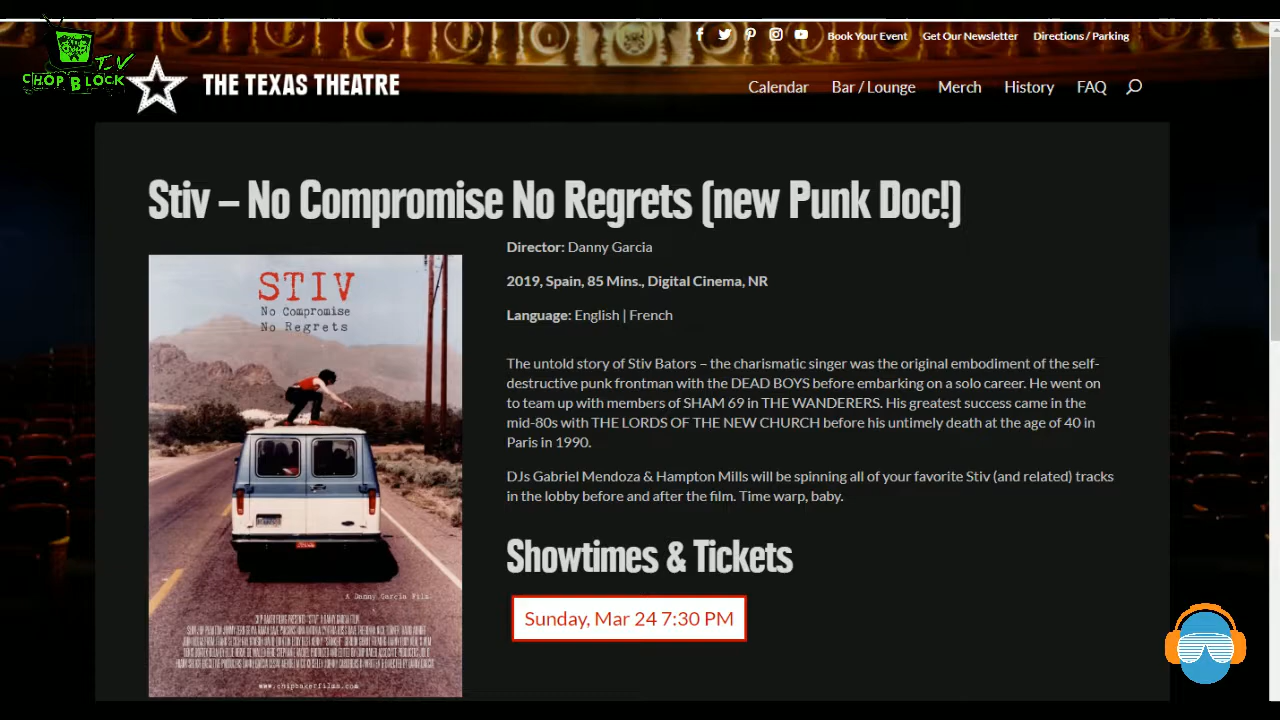 Book Your Event
Get Our Newsletter
Directions / Parking
T.V
CHOP BLOCK
THE TEXAS THEATRE
Calendar
Bar / Lounge
Merch
History
FAQ
Stiv – No Compromise No Regrets (new Punk Doc!)
STIV
No Compromise
No Regrets
A Danny Garcia Film
www.chipbakerfilms.com
Director: Danny Garcia
2019, Spain, 85 Mins., Digital Cinema, NR
Language: English | French
The untold story of Stiv Bators – the charismatic singer was the original embodiment of the self-
destructive punk frontman with the DEAD BOYS before embarking on a solo career. He went on
to team up with members of SHAM 69 in THE WANDERERS. His greatest success came in the
mid-80s with THE LORDS OF THE NEW CHURCH before his untimely death at the age of 40 in
Paris in 1990.
DJs Gabriel Mendoza & Hampton Mills will be spinning all of your favorite Stiv (and related) tracks
in the lobby before and after the film. Time warp, baby.
Showtimes & Tickets
Sunday, Mar 24 7:30 PM